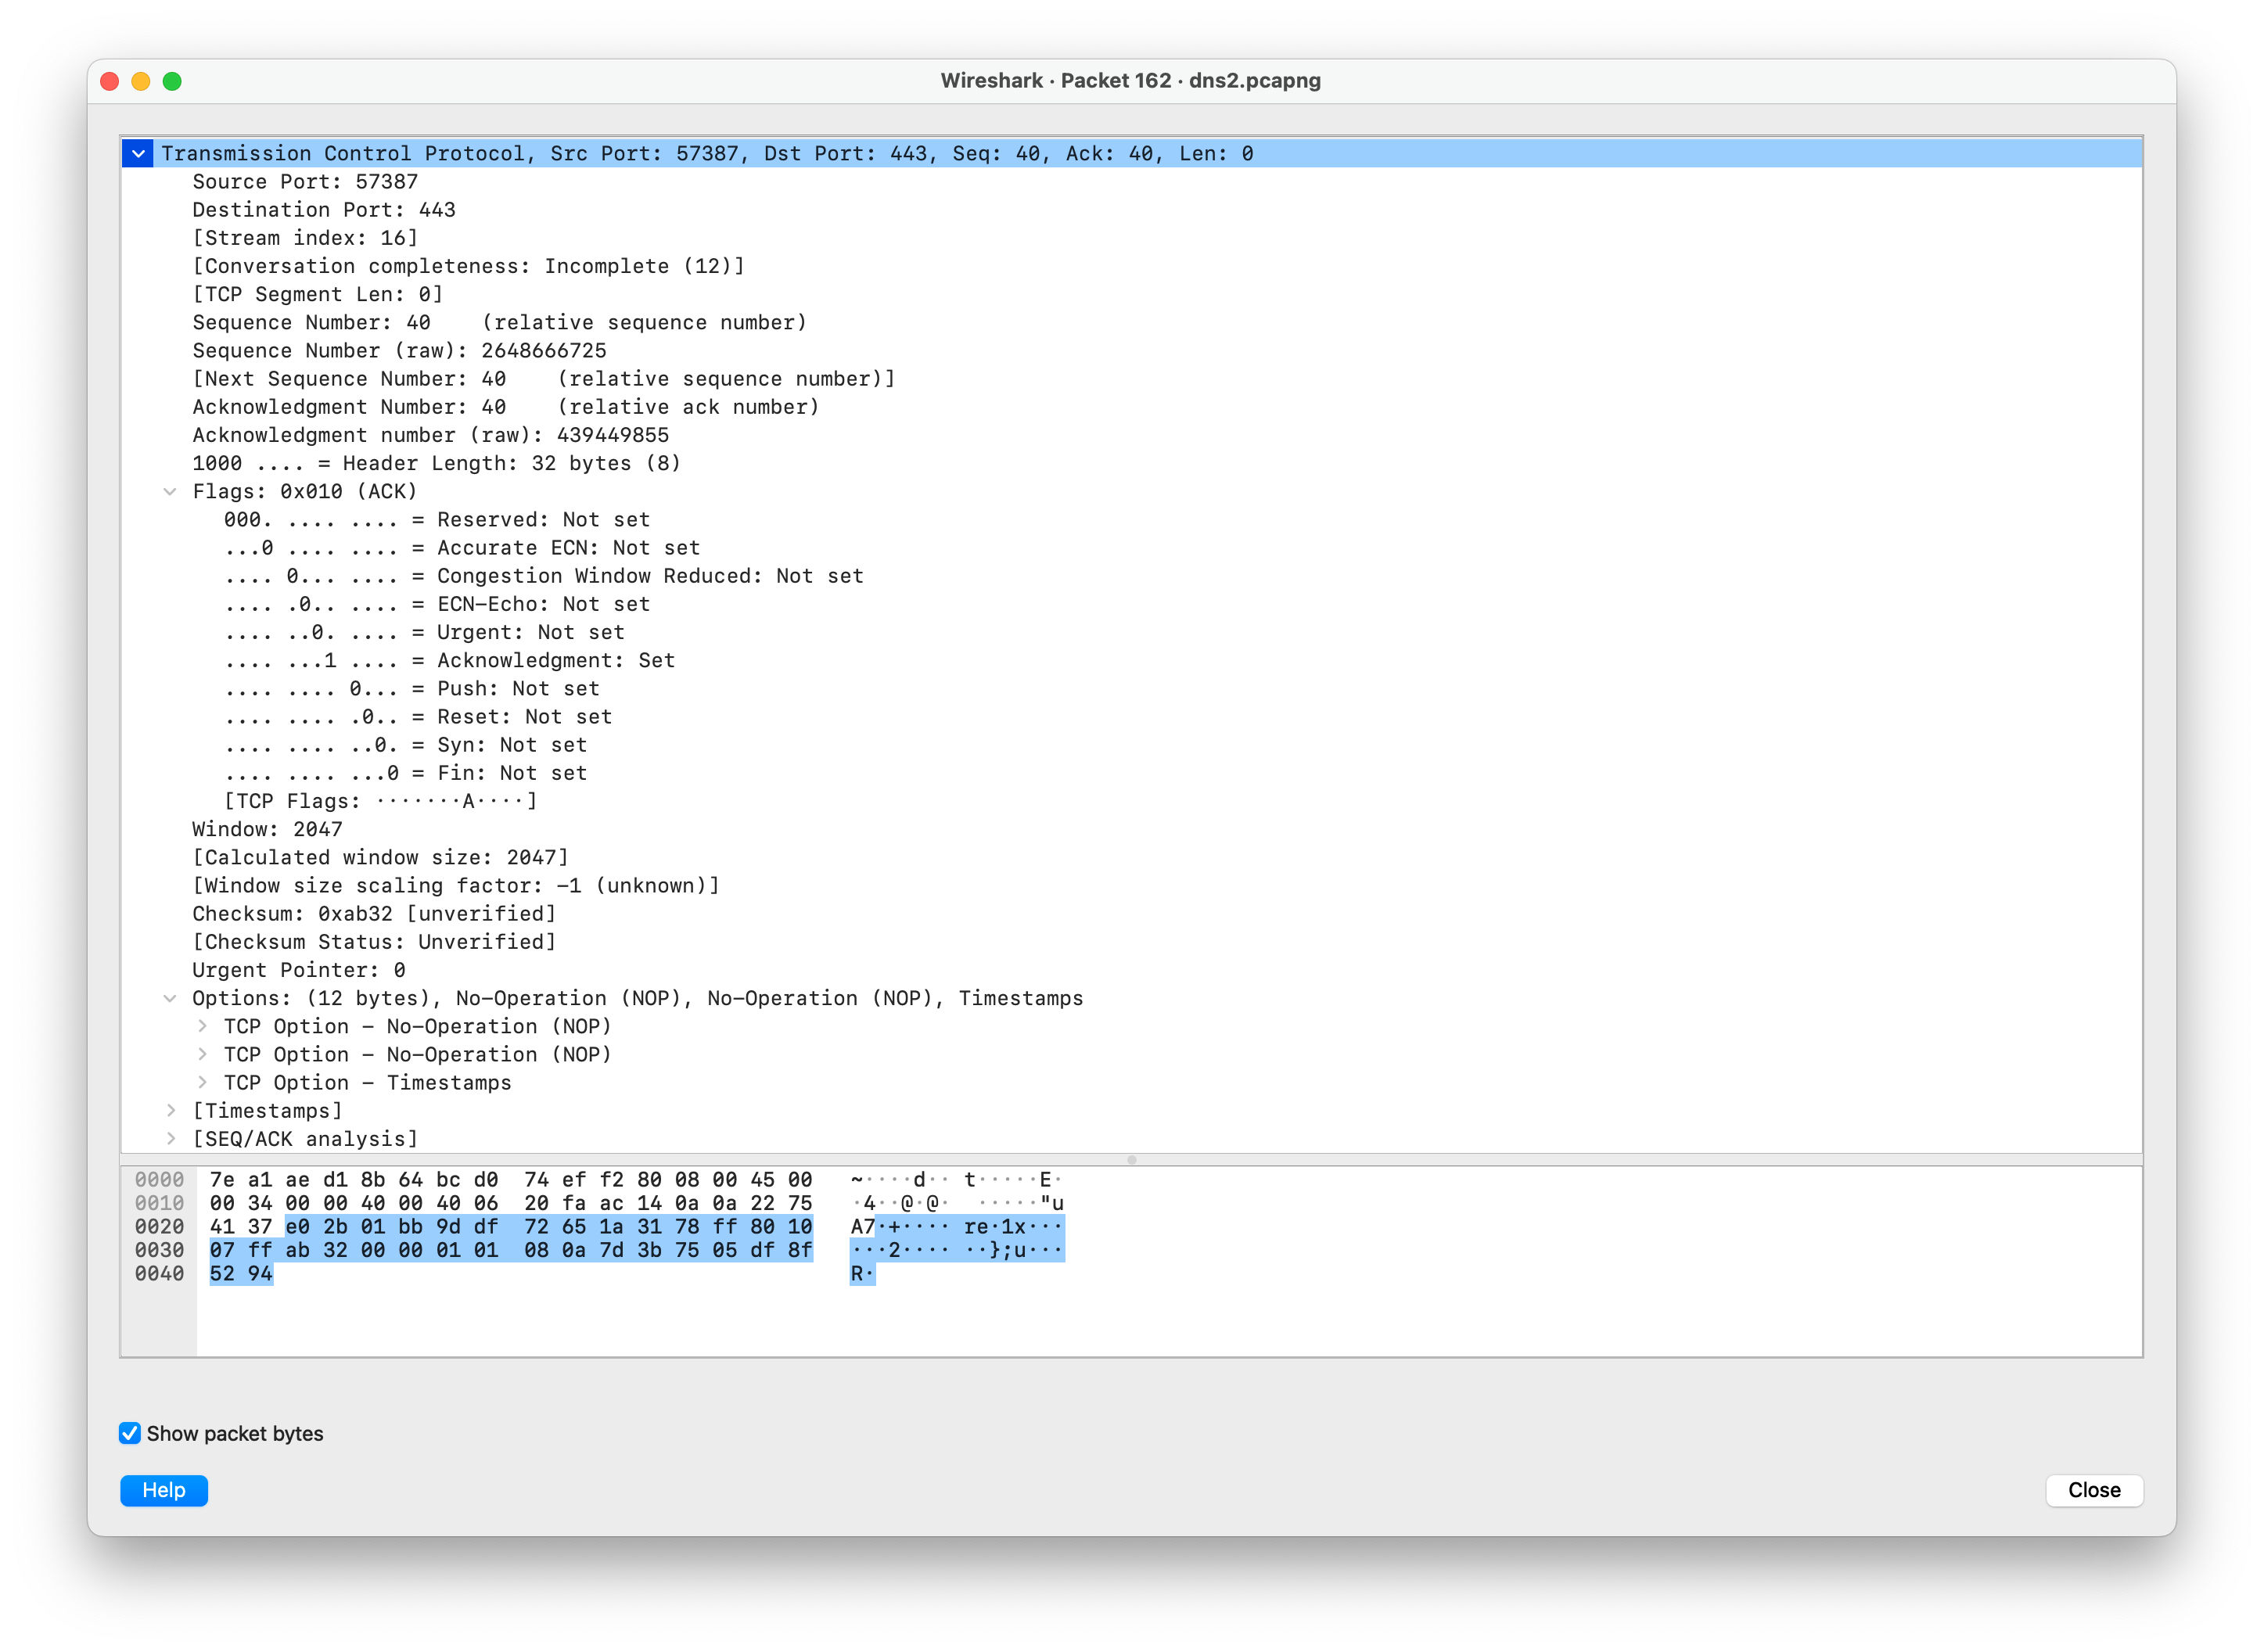 Wireshark · Packet 162 · dns2.pcapng
Transmission Control Protocol, Src Port: 57387, Dst Port: 443, Seq: 40, Ack: 40, Len: 0
Source Port: 57387
Destination Port: 443
[Stream index: 16]
[Conversation completeness: Incomplete (12)]
[TCP Segment Len: 0]
Sequence Number: 40    (relative sequence number)
Sequence Number (raw): 2648666725
[Next Sequence Number: 40    (relative sequence number)]
Acknowledgment Number: 40    (relative ack number)
Acknowledgment number (raw): 439449855
1000 .... = Header Length: 32 bytes (8)
Flags: 0x010 (ACK)
000. .... .... = Reserved: Not set
...0 .... .... = Accurate ECN: Not set
.... 0... .... = Congestion Window Reduced: Not set
.... .0.. .... = ECN-Echo: Not set
.... ..0. .... = Urgent: Not set
.... ...1 .... = Acknowledgment: Set
.... .... 0... = Push: Not set
.... .... .0.. = Reset: Not set
.... .... ..0. = Syn: Not set
.... .... ...0 = Fin: Not set
[TCP Flags: ·······A····]
Window: 2047
[Calculated window size: 2047]
[Window size scaling factor: -1 (unknown)]
Checksum: 0xab32 [unverified]
[Checksum Status: Unverified]
Urgent Pointer: 0
Options: (12 bytes), No-Operation (NOP), No-Operation (NOP), Timestamps
TCP Option - No-Operation (NOP)
TCP Option - No-Operation (NOP)
TCP Option - Timestamps
[Timestamps]
[SEQ/ACK analysis]
0000 7e a1 ae d1 8b 64 bc d0  74 ef f2 80 08 00 45 00   ~····d·· t·····E·
0010 00 34 00 00 40 00 40 06  20 fa ac 14 0a 0a 22 75   ·4··@·@·  ·····"u
0020 41 37 e0 2b 01 bb 9d df  72 65 1a 31 78 ff 80 10   A7·+···· re·1x···
0030 07 ff ab 32 00 00 01 01  08 0a 7d 3b 75 05 df 8f   ···2···· ··};u···
0040 52 94   R·
Show packet bytes
Help
Close